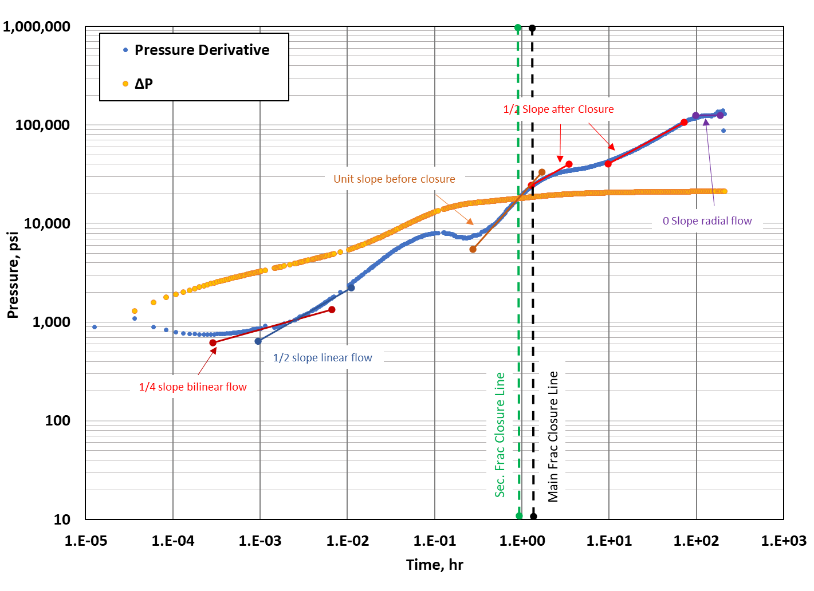 1,000,000
100,000
10,000
1,000
100
10
Pressure, psi
Pressure Derivative
ΔP
1/2 Slope after Closure
Unit slope before closure
0 Slope radial flow
1/2 slope linear flow
1/4 slope bilinear flow
Sec. Frac Closure Line
Main Frac Closure Line
1.E-05 1.E-04 1.E-03 1.E-02 1.E-01 1.E+00 1.E+01 1.E+02 1.E+03
Time, hr